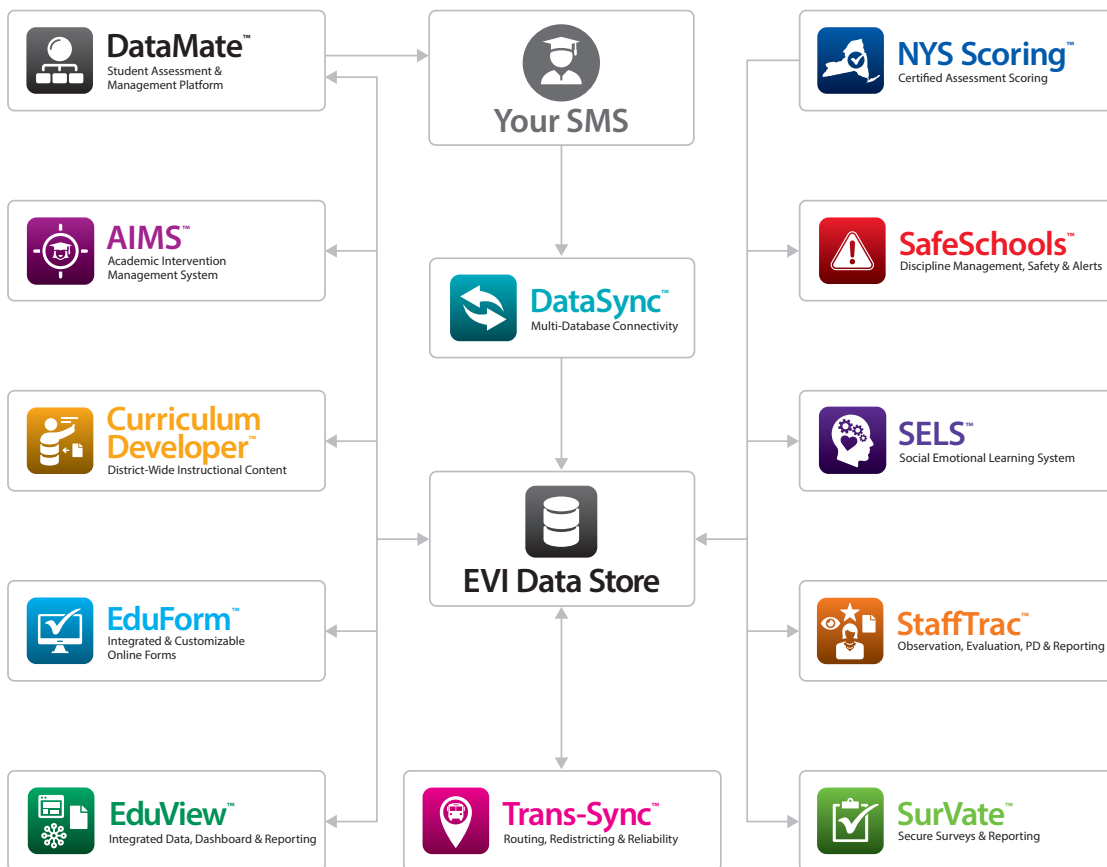 DataMate™
Student Assessment &
Management Platform
Your SMS
NYS Scoring™
Certified Assessment Scoring
AIMS™
Academic Intervention
Management System
DataSync™
Multi-Database Connectivity
SafeSchools™
Discipline Management, Safety & Alerts
Curriculum
Developer™
District-Wide Instructional Content
EVI Data Store
SELS™
Social Emotional Learning System
EduForm™
Integrated & Customizable
Online Forms
StaffTrac™
Observation, Evaluation, PD & Reporting
EduView™
Integrated Data, Dashboard & Reporting
Trans-Sync™
Routing, Redistricting & Reliability
SurVate™
Secure Surveys & Reporting